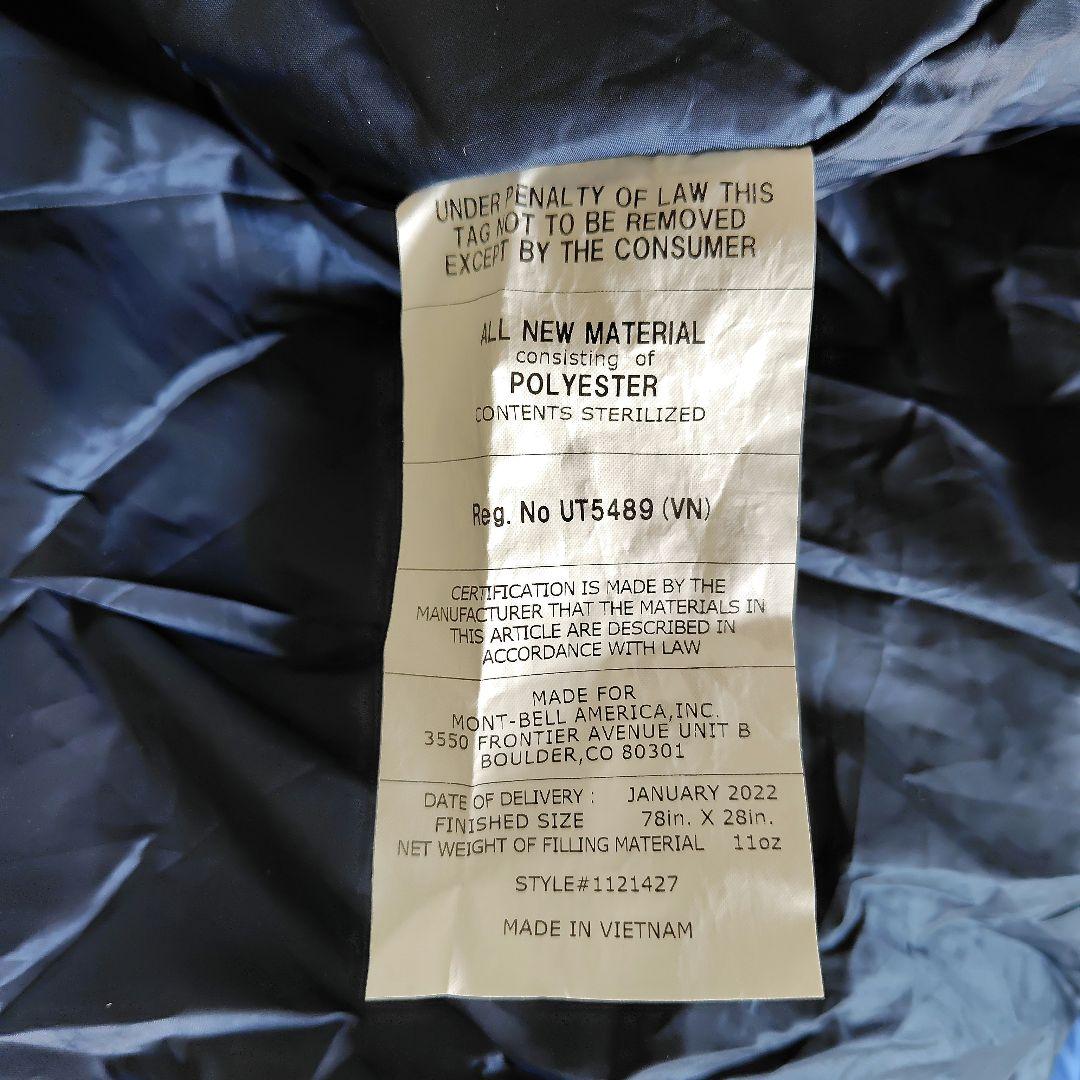 UNDER PENALTY OF LAW THIS
TAG NOT TO BE REMOVED
EXCEPT BY THE CONSUMER
ALL NEW MATERIAL
consisting of
POLYESTER
CONTENTS STERILIZED
Reg. No UT5489 (VN)
CERTIFICATION IS MADE BY THE
MANUFACTURER THAT THE MATERIALS IN
THIS ARTICLE ARE DESCRIBED IN
ACCORDANCE WITH LAW
MADE FOR
MONT-BELL AMERICA,INC.
3550 FRONTIER AVENUE UNIT B
BOULDER,CO 80301
DATE OF DELIVERY : JANUARY 2022
FINISHED SIZE 78in. X 28in.
NET WEIGHT OF FILLING MATERIAL 11oz
STYLE#1121427
MADE IN VIETNAM